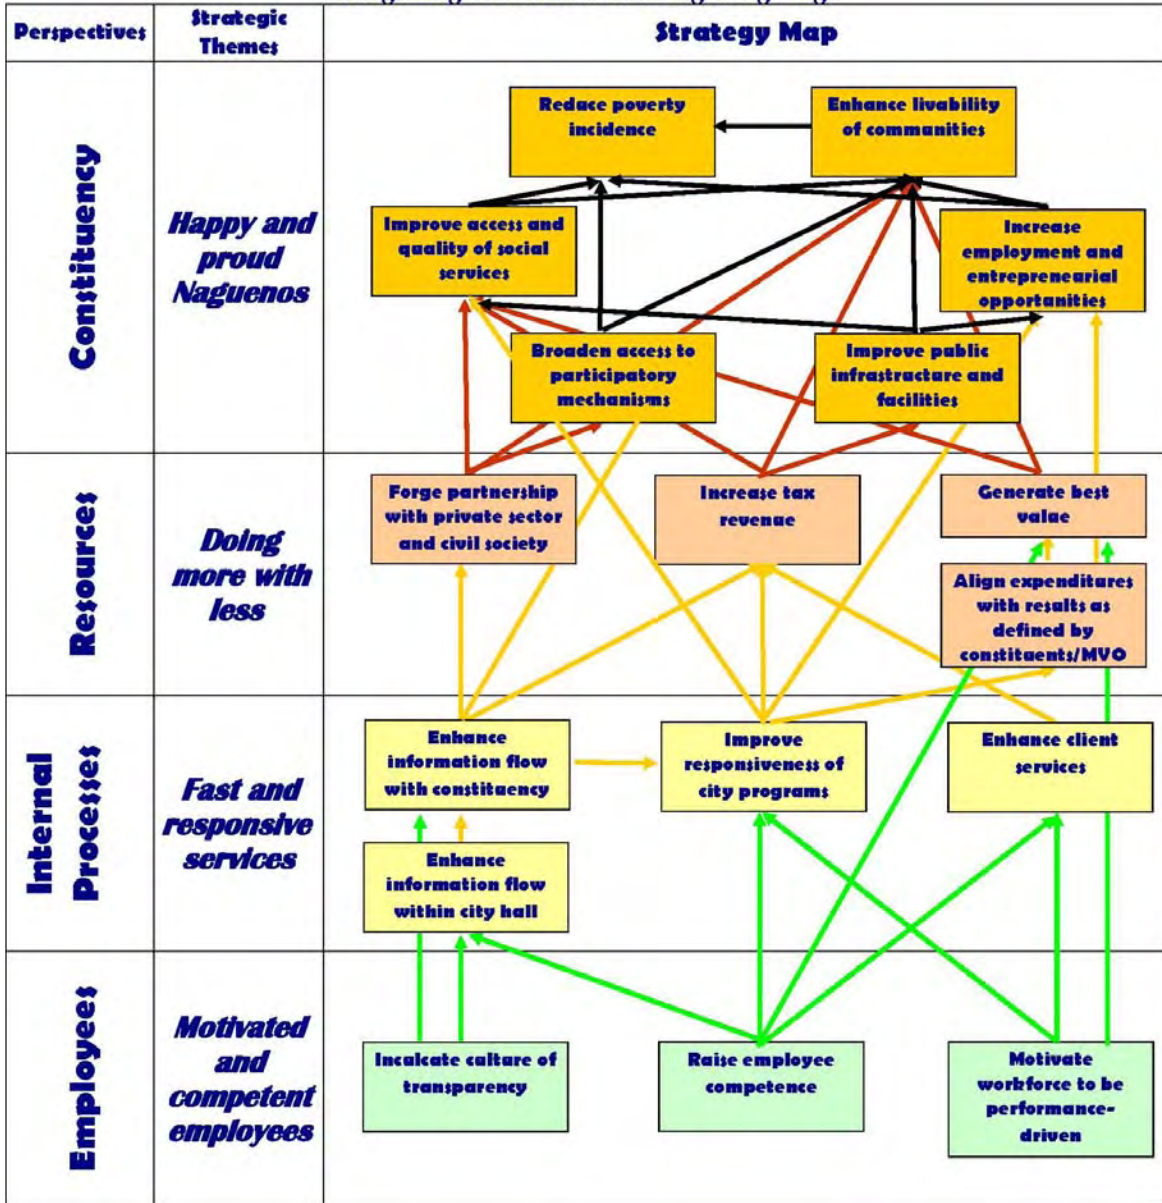 Perspectives
Strategic
Themes
Strategy Map
Constituency
Happy and
proud
Naguenos
Reduce poverty
incidence
Enhance livability
of communities
Improve access and
quality of social
services
Increase
employment and
entrepreneurial
opportunities
Broaden access to
participatory
mechanisms
Improve public
infrastructure and
facilities
Resources
Doing
more with
less
Forge partnership
with private sector
and civil society
Increase tax
revenue
Generate best
value
Align expenditures
with results as
defined by
constituents/MVO
Internal
Processes
Fast and
responsive
services
Enhance
information flow
with constituency
Improve
responsiveness of
city programs
Enhance client
services
Enhance
information flow
within city hall
Employees
Motivated
and
competent
employees
Inculcate culture of
transparency
Raise employee
competence
Motivate
workforce to be
performance-
driven